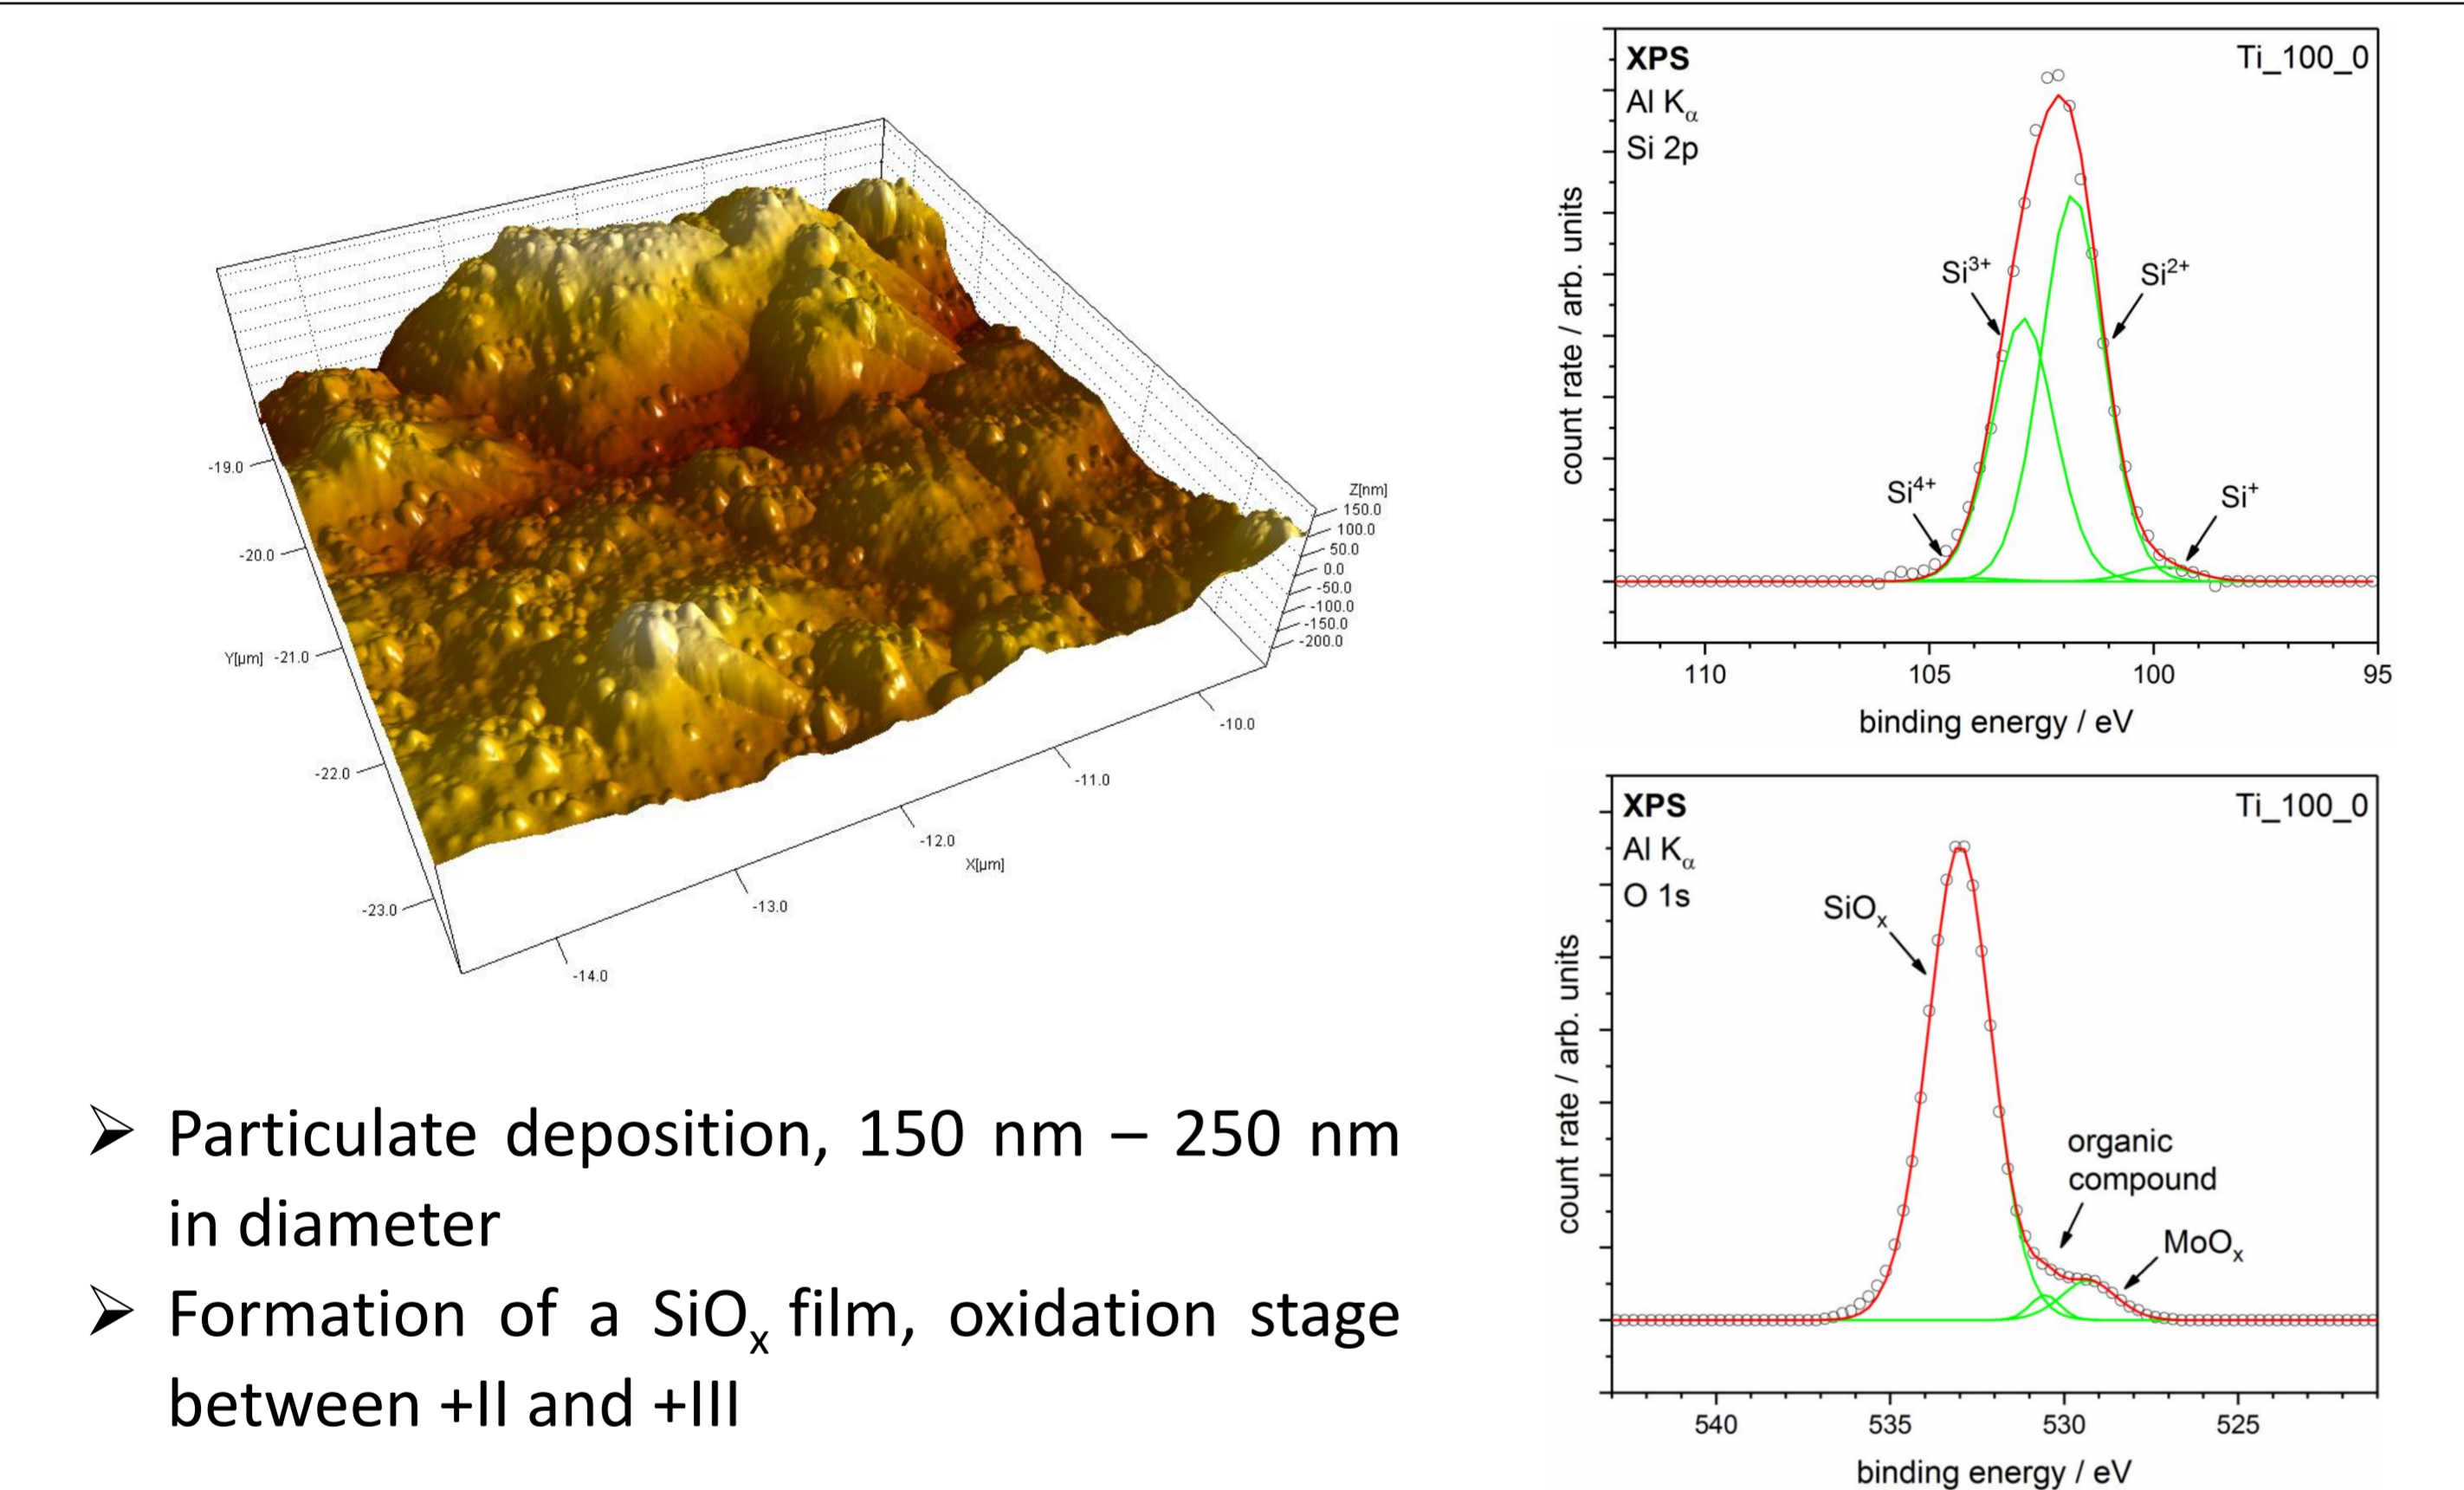 Z[nm]
150.0
100.0
50.0
0.0
-50.0
-100.0
-150.0
-200.0
-19.0
-20.0
Y[µm] -21.0
-22.0
-23.0
-10.0
-11.0
-12.0
X[µm]
-13.0
-14.0
➢ Particulate deposition, 150 nm – 250 nm
in diameter
➢ Formation of a SiOₓ film, oxidation stage
between +II and +III
XPS
Ti_100_0
Al Kα
Si 2p
count rate / arb. units
Si³⁺
Si²⁺
Si⁴⁺
Si⁺
110 105 100 95
binding energy / eV
XPS
Ti_100_0
Al Kα
O 1s
count rate / arb. units
SiOₓ
organic
compound
MoOₓ
540 535 530 525
binding energy / eV